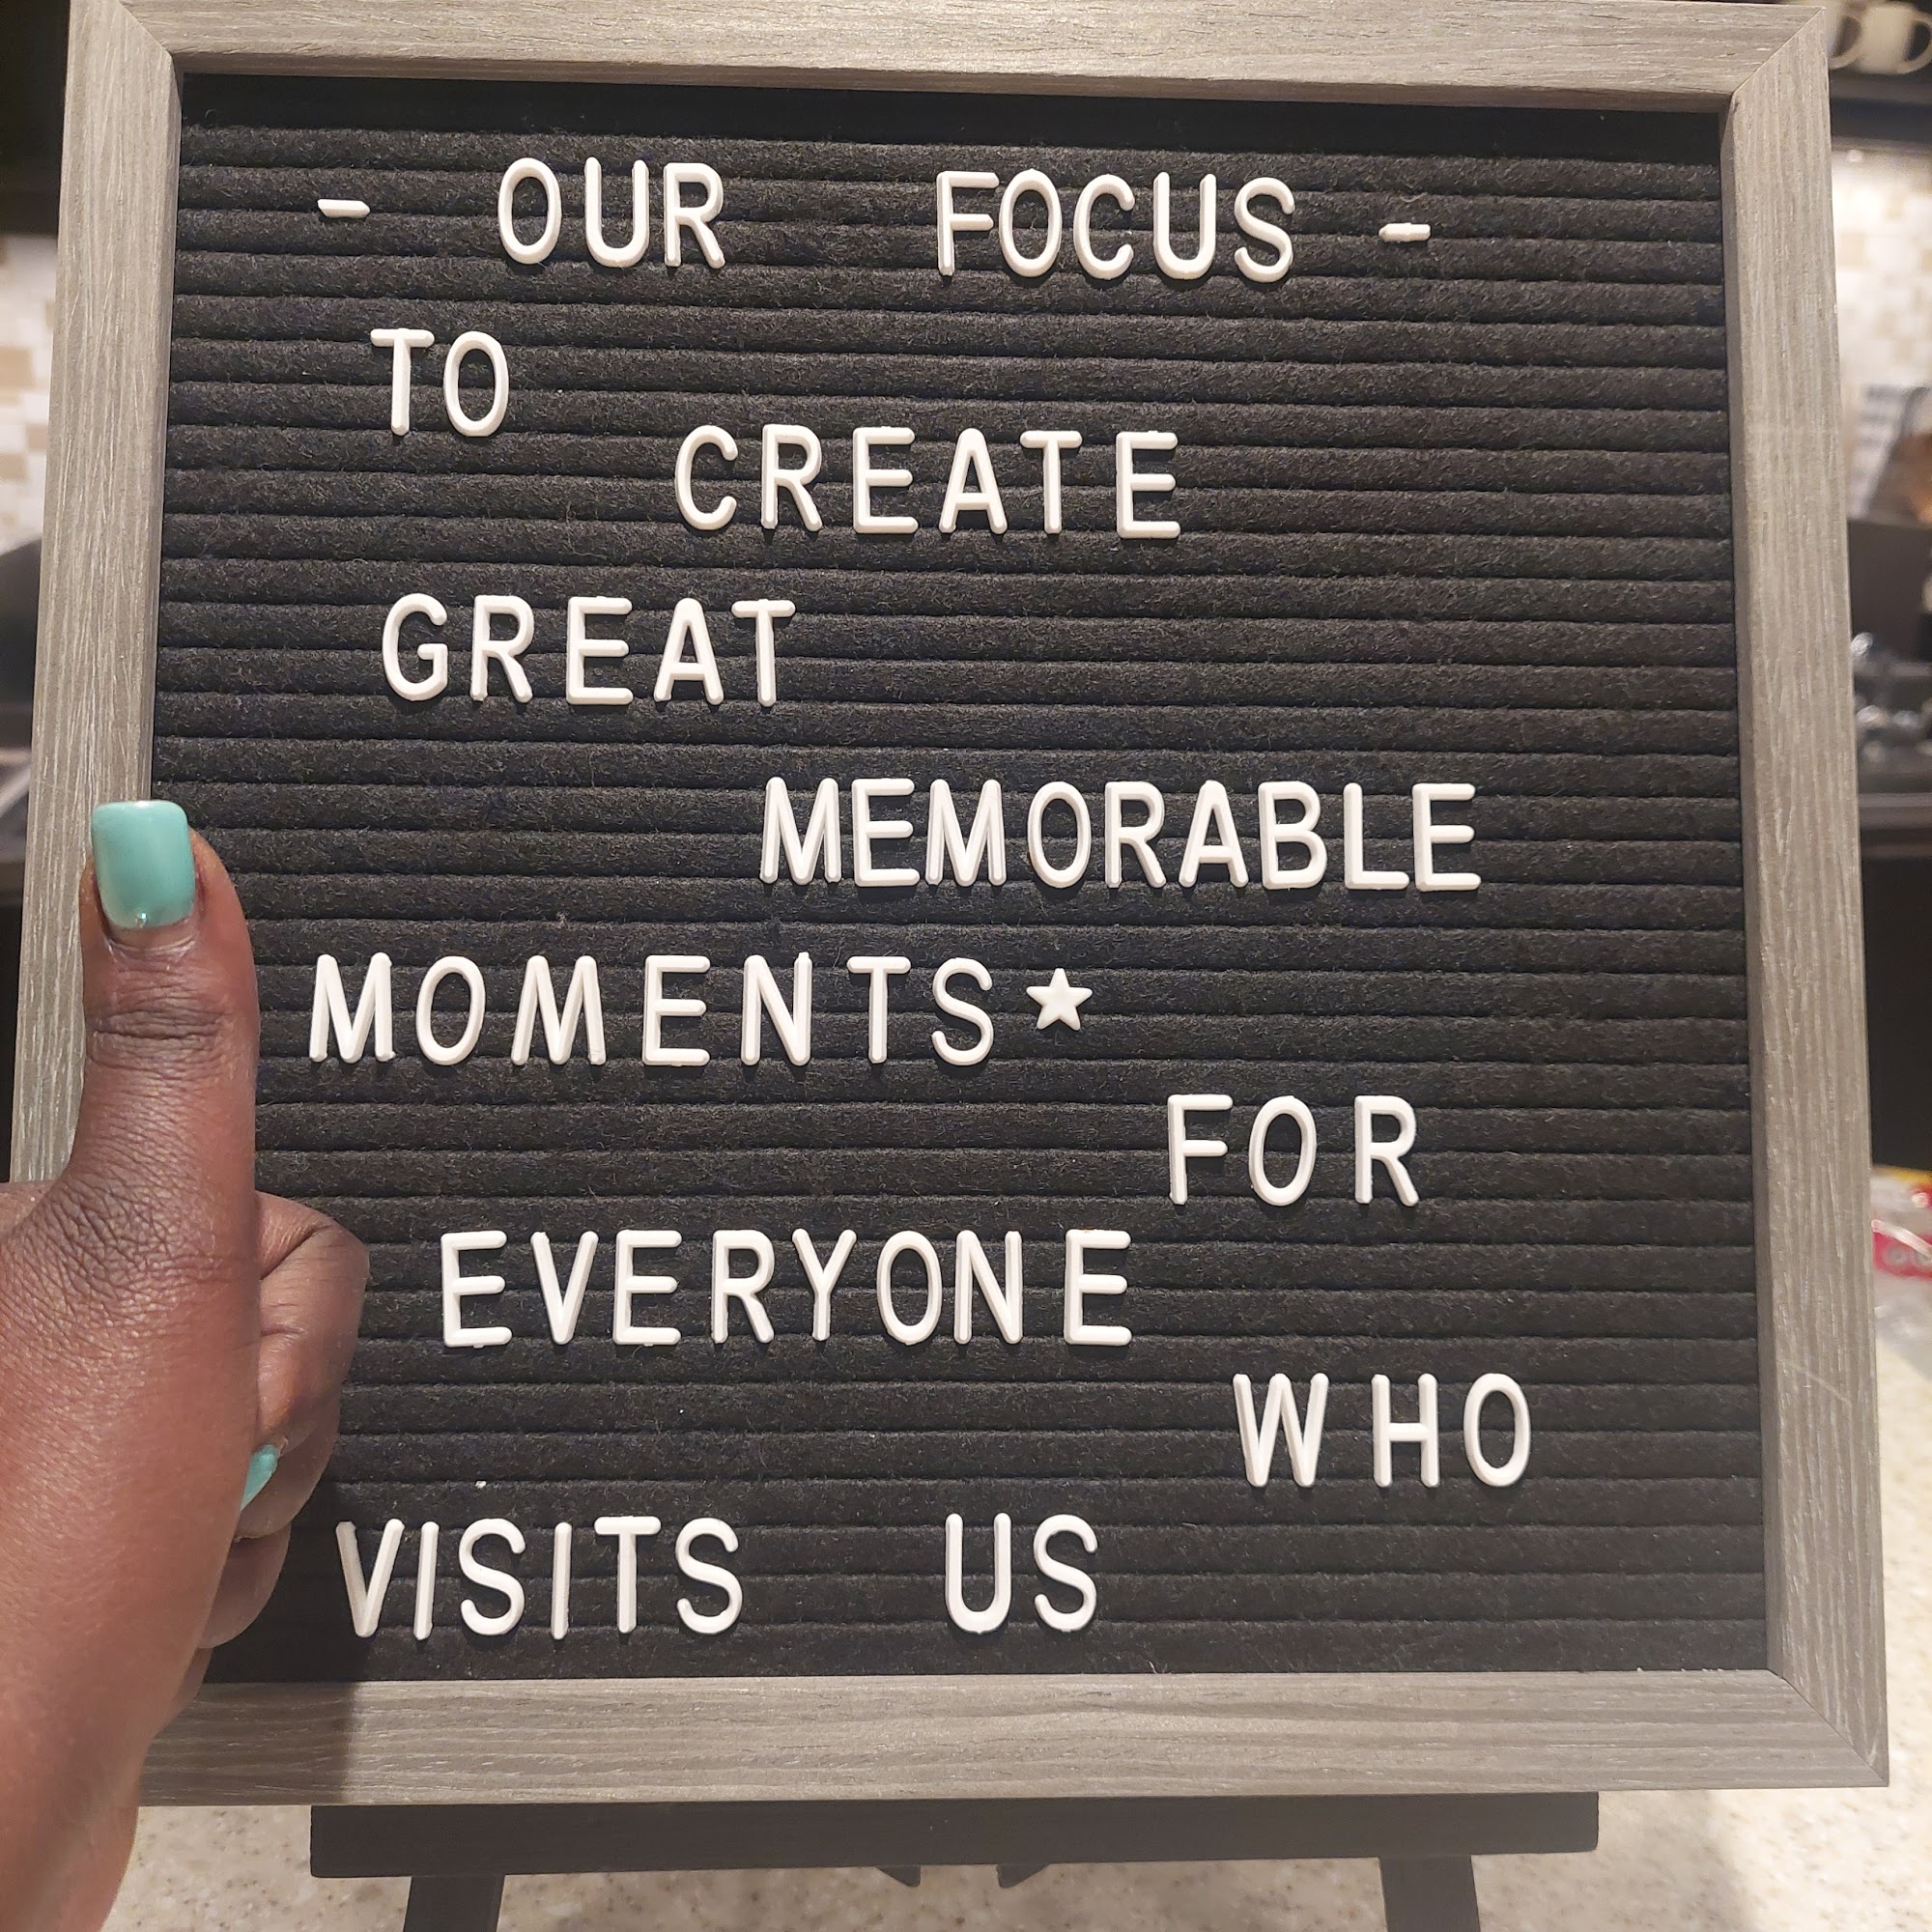 - OUR FOCUS -
TO
CREATE
GREAT
MEMORABLE
MOMENTS★
FOR
EVERYONE
WHO
VISITS US